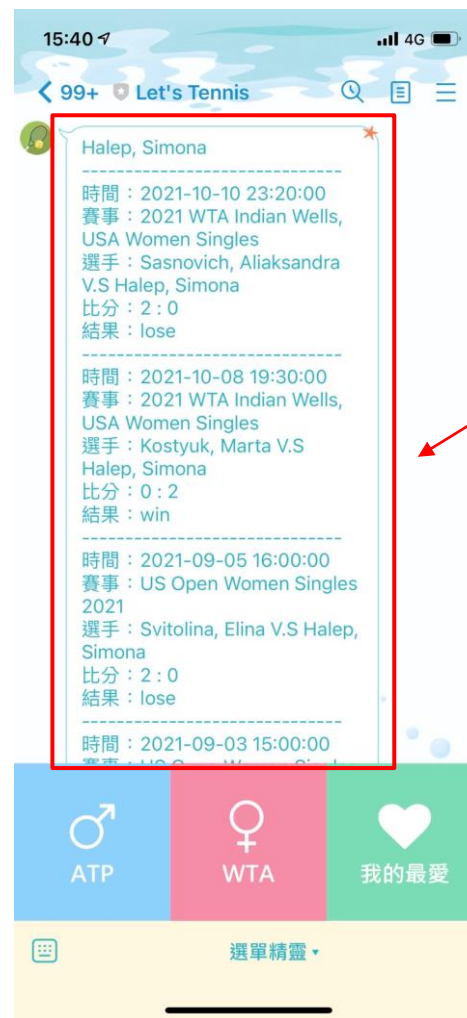 15:40
4G
99+ Let's Tennis
Halep, Simona
------------------------------
時間：2021-10-10 23:20:00
賽事：2021 WTA Indian Wells,
USA Women Singles
選手：Sasnovich, Aliaksandra
V.S Halep, Simona
比分：2 : 0
結果：lose
------------------------------
時間：2021-10-08 19:30:00
賽事：2021 WTA Indian Wells,
USA Women Singles
選手：Kostyuk, Marta V.S
Halep, Simona
比分：0 : 2
結果：win
------------------------------
時間：2021-09-05 16:00:00
賽事：US Open Women Singles
2021
選手：Svitolina, Elina V.S Halep,
Simona
比分：2 : 0
結果：lose
------------------------------
時間：2021-09-03 15:00:00
ATP
WTA
我的最愛
選單精靈